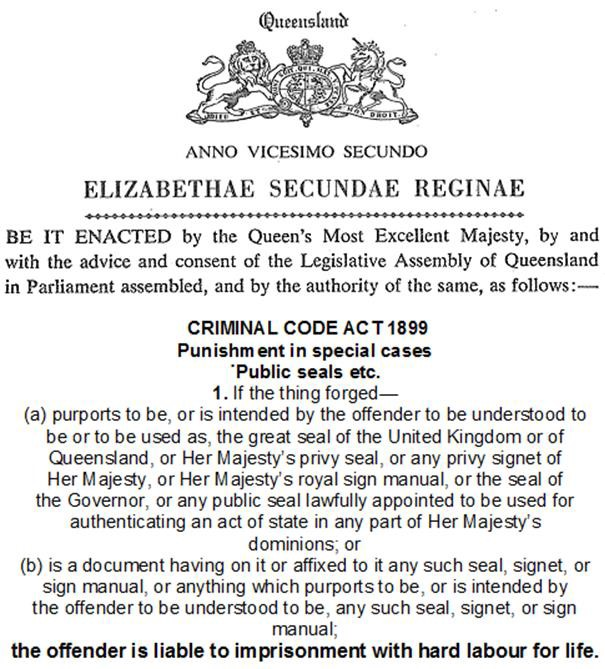 Queensland
DIEU ET MON DROIT
ANNO VICESIMO SECUNDO
ELIZABETHAE SECUNDAE REGINAE
BE IT ENACTED by the Queen's Most Excellent Majesty, by and
with the advice and consent of the Legislative Assembly of Queensland
in Parliament assembled, and by the authority of the same, as follows:—
CRIMINAL CODE ACT 1899
Punishment in special cases
Public seals etc.
1. If the thing forged—
(a) purports to be, or is intended by the offender to be understood to
be or to be used as, the great seal of the United Kingdom or of
Queensland, or Her Majesty's privy seal, or any privy signet of
Her Majesty, or Her Majesty's royal sign manual, or the seal of
the Governor, or any public seal lawfully appointed to be used for
authenticating an act of state in any part of Her Majesty's
dominions; or
(b) is a document having on it or affixed to it any such seal, signet, or
sign manual, or anything which purports to be, or is intended by
the offender to be understood to be, any such seal, signet, or sign
manual;
the offender is liable to imprisonment with hard labour for life.